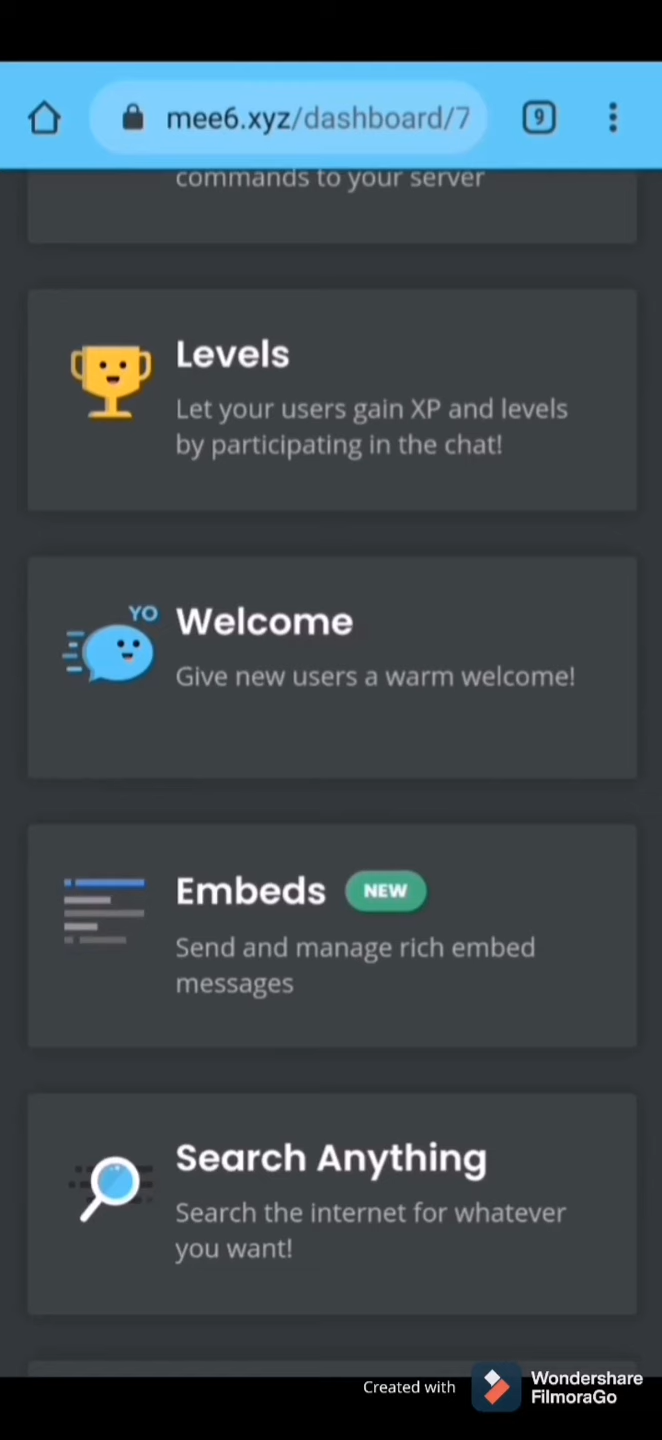 mee6.xyz/dashboard/7
9
commands to your server
Levels
Let your users gain XP and levels
by participating in the chat!
YO
Welcome
Give new users a warm welcome!
Embeds NEW
Send and manage rich embed
messages
Search Anything
Search the internet for whatever
you want!
Created with
Wondershare
FilmoraGo